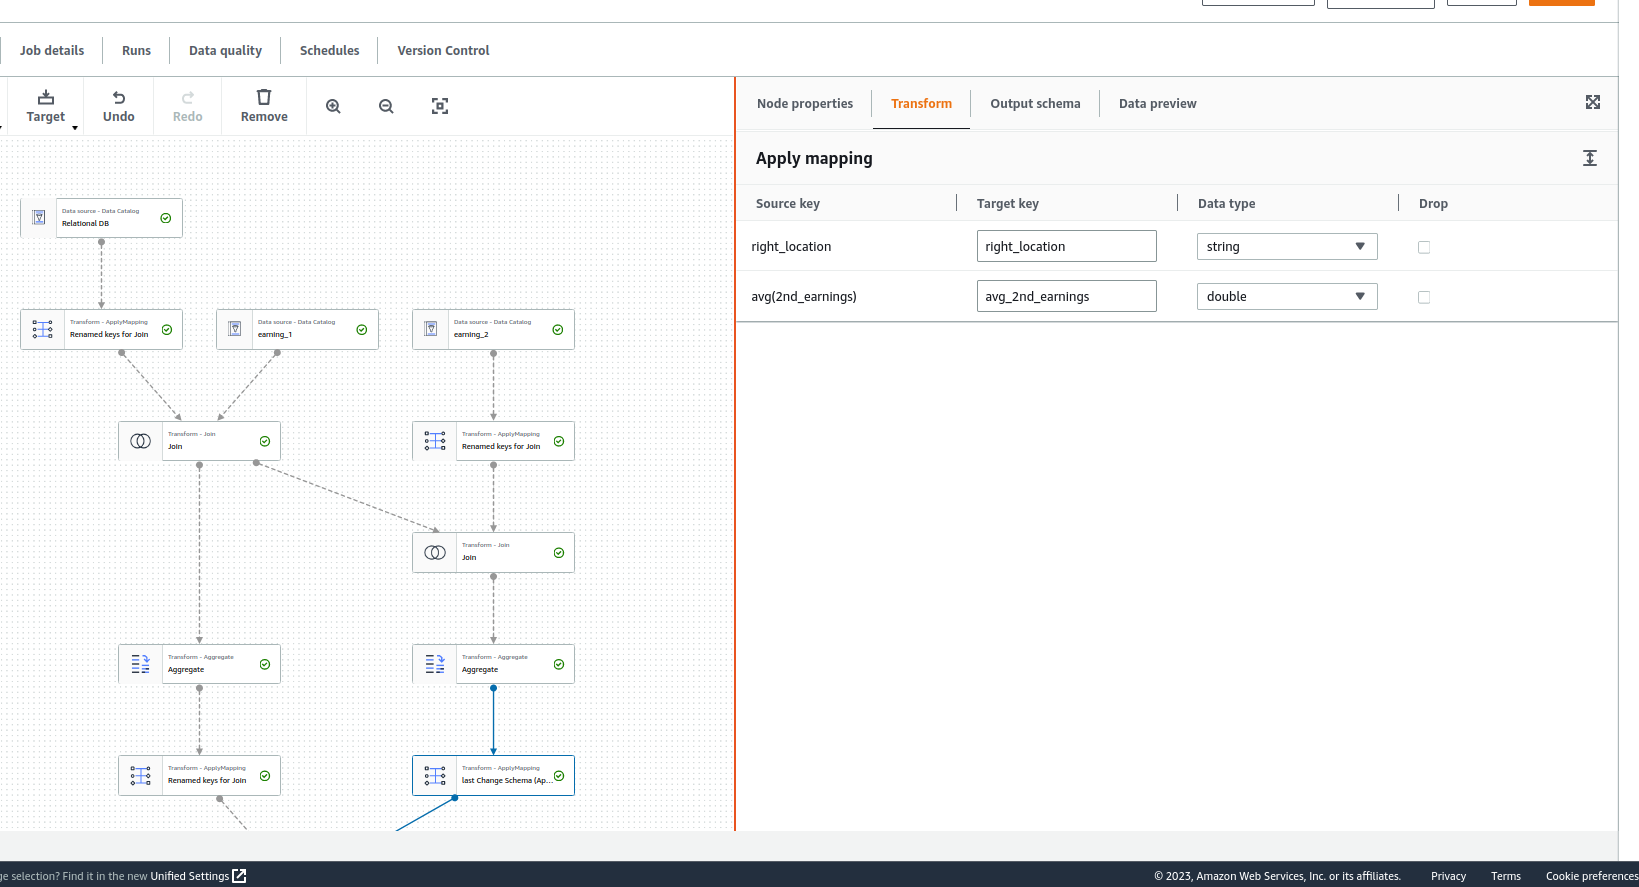 Job details
Runs
Data quality
Schedules
Version Control
Target
Undo
Redo
Remove
Node properties
Transform
Output schema
Data preview
Apply mapping
Source key
Target key
Data type
Drop
right_location
right_location
string
avg(2nd_earnings)
avg_2nd_earnings
double
Data source - Data Catalog
Relational DB
Transform - ApplyMapping
Renamed keys for Join
Data source - Data Catalog
earning_1
Data source - Data Catalog
earning_2
Transform - Join
Join
Transform - ApplyMapping
Renamed keys for Join
Transform - Join
Join
Transform - Aggregate
Aggregate
Transform - Aggregate
Aggregate
Transform - ApplyMapping
Renamed keys for Join
Transform - ApplyMapping
last Change Schema (Ap...
ge selection? Find it in the new Unified Settings
© 2023, Amazon Web Services, Inc. or its affiliates.
Privacy
Terms
Cookie preferences